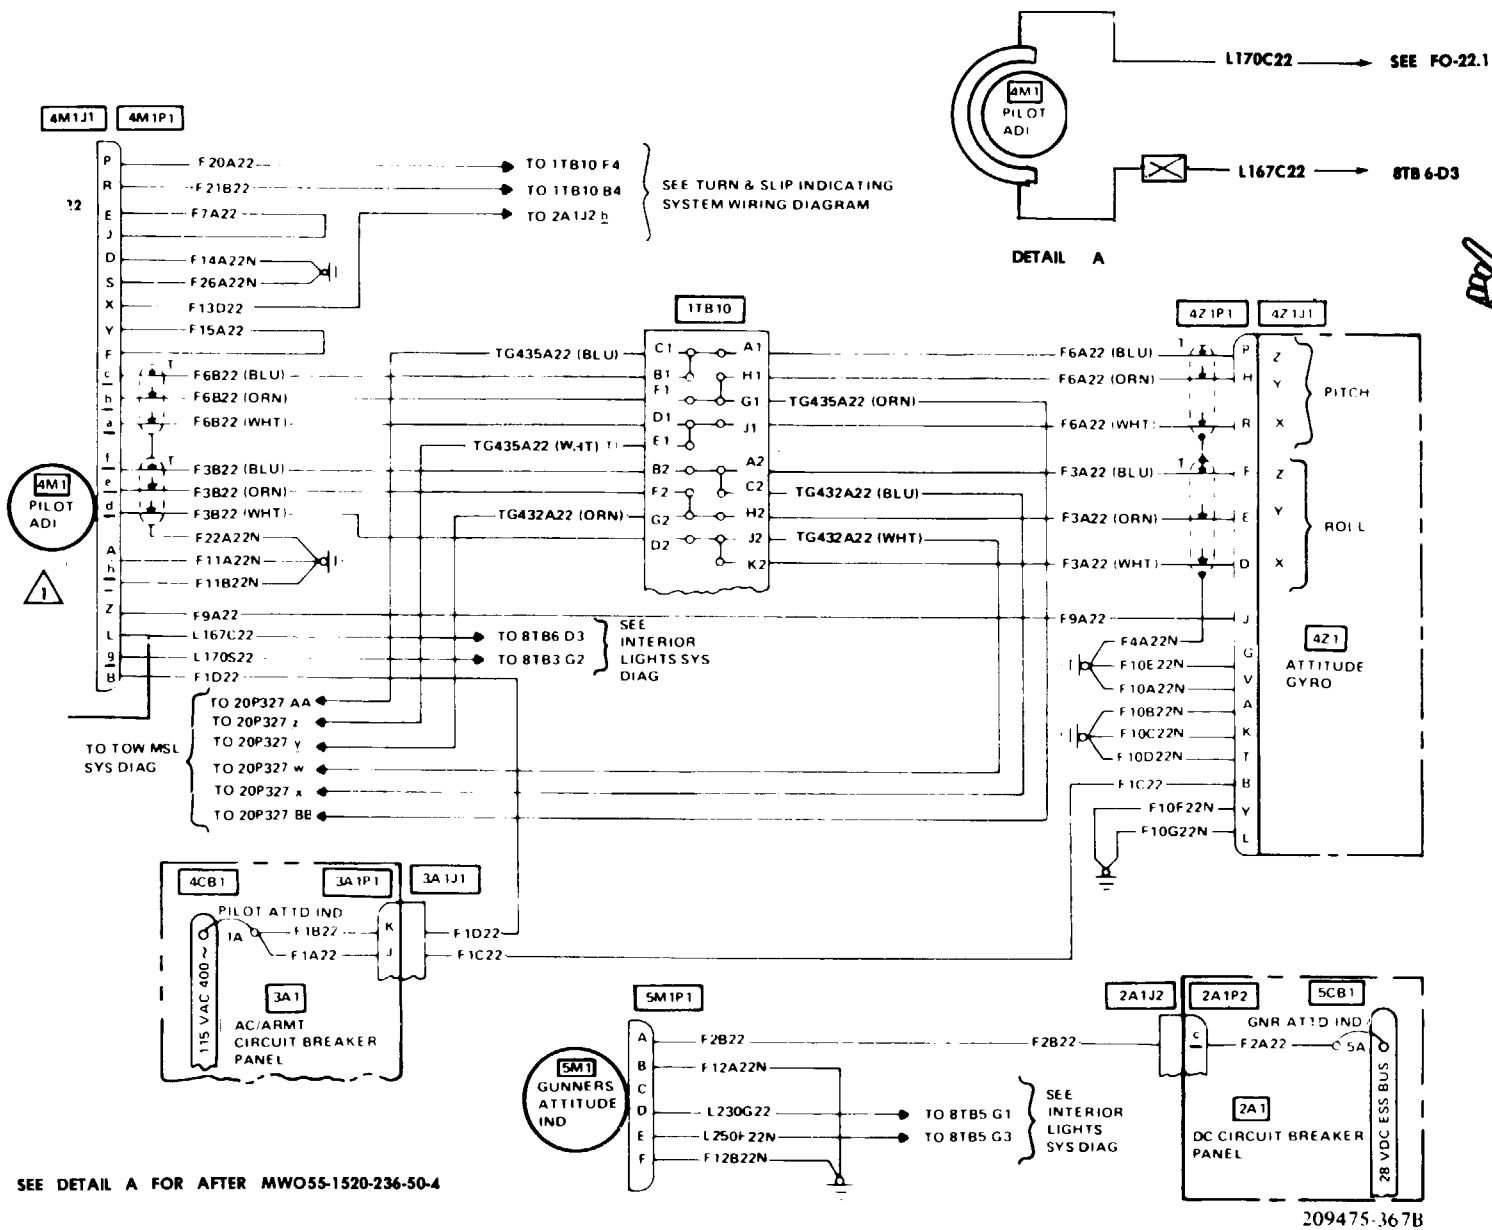 L170C22 SEE FO-22.1
4M1
PILOT
ADI
L167C22 8TB6-D3
DETAIL A
4M1J1 4M1P1
P F20A22 TO 1TB10 F4
R F21B22 TO 1TB10 B4
E F7A22 TO 2A1J2 h
J
SEE TURN & SLIP INDICATING
SYSTEM WIRING DIAGRAM
D F14A22N
S F26A22N
X F13D22
Y F15A22
F
c F6B22 (BLU)
b F6B22 (ORN)
a F6B22 (WHT)
f F3B22 (BLU)
e F3B22 (ORN)
d F3B22 (WHT)
F22A22N
A F11A22N
h F11B22N
Z F9A22
L L167C22 TO 8TB6 D3
g L170S22 TO 8TB3 G2
B F1D22
SEE
INTERIOR
LIGHTS SYS
DIAG
T
T
4M1
PILOT
ADI
1
1TB10
TG435A22 (BLU) C1 A1
B1 H1
F1 G1 TG435A22 (ORN)
D1 J1
TG435A22 (WHT) E1
B2 A2
F2 C2 TG432A22 (BLU)
TG432A22 (ORN) G2 H2
D2 J2 TG432A22 (WHT)
K2
4Z1P1 4Z1J1
T
F6A22 (BLU) P Z
F6A22 (ORN) H Y
F6A22 (WHT) R X
PITCH
T
F3A22 (BLU) F Z
F3A22 (ORN) E Y
F3A22 (WHT) D X
ROLL
F9A22 J
F4A22N G
F10E22N V
F10A22N A
F10B22N K
F10C22N T
F10D22N B
F1C22 Y
F10F22N L
F10G22N
4Z1
ATTITUDE
GYRO
TO TOW MSL
SYS DIAG
TO 20P327 AA
TO 20P327 z
TO 20P327 y
TO 20P327 w
TO 20P327 x
TO 20P327 BB
4CB1 3A1P1 3A1J1
PILOT ATTD IND
1A F1B22 K F1D22
F1A22 J F1C22
115 VAC 400 ~
3A1
AC/ARMT
CIRCUIT BREAKER
PANEL
5M1P1
A F2B22 F2B22
B F12A22N
C
D L230G22 TO 8TB5 G1
E L250F22N TO 8TB5 G3
F F12B22N
5M1
GUNNERS
ATTITUDE
IND
SEE
INTERIOR
LIGHTS
SYS DIAG
2A1J2 2A1P2 5CB1
GNR ATTD IND
c F2A22 5A
28 VDC ESS BUS
2A1
DC CIRCUIT BREAKER
PANEL
SEE DETAIL A FOR AFTER MWO55-1520-236-50-4
209475-367B